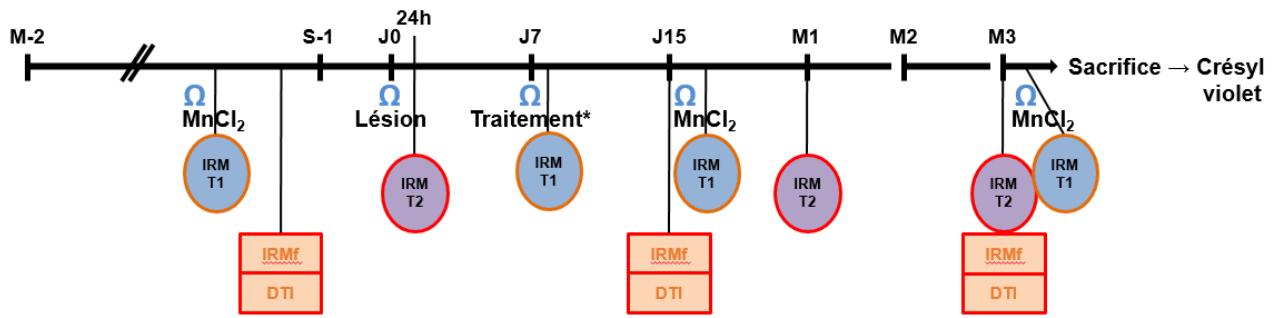 24h
M-2 S-1 J0 J7 J15 M1 M2 M3
Sacrifice → Crésyl violet
Ω Ω Ω Ω Ω
MnCl₂ Lésion Traitement* MnCl₂ MnCl₂
IRM T1
IRM T2
IRM T1
IRM T1
IRM T2
IRM T2
IRM T1
IRMf
DTI
IRMf
DTI
IRMf
DTI